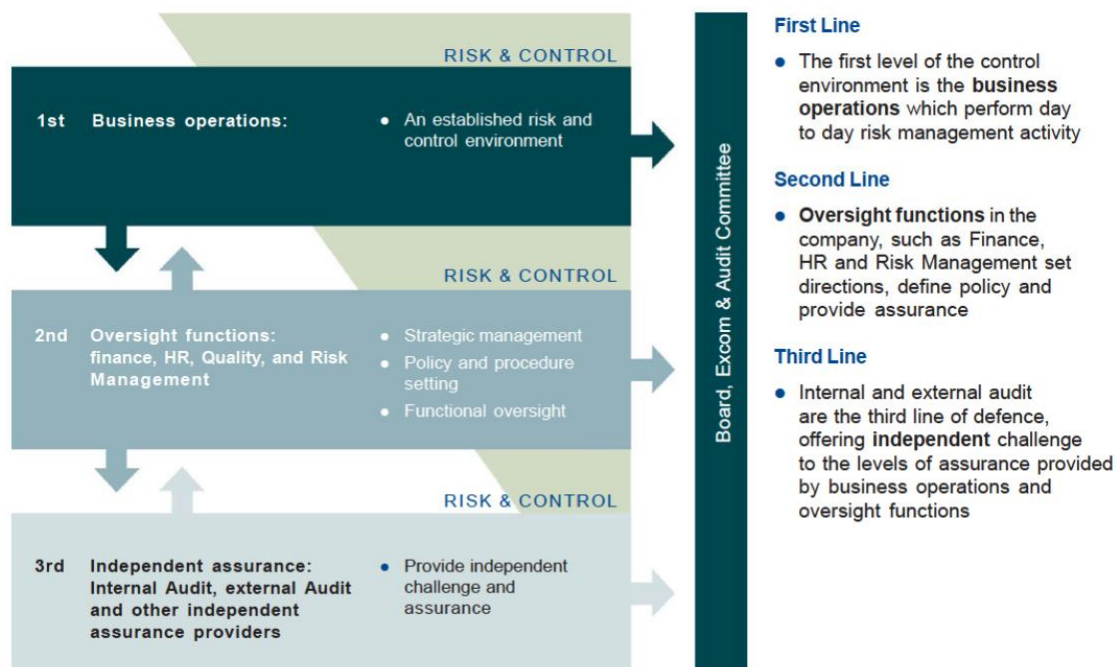 RISK & CONTROL
1st Business operations:
● An established risk and
control environment
RISK & CONTROL
2nd Oversight functions:
finance, HR, Quality, and Risk
Management
● Strategic management
● Policy and procedure
setting
● Functional oversight
RISK & CONTROL
3rd Independent assurance:
Internal Audit, external Audit
and other independent
assurance providers
● Provide independent
challenge and
assurance
Board, Excom & Audit Committee
First Line
● The first level of the control
environment is the business
operations which perform day
to day risk management activity
Second Line
● Oversight functions in the
company, such as Finance,
HR and Risk Management set
directions, define policy and
provide assurance
Third Line
● Internal and external audit
are the third line of defence,
offering independent challenge
to the levels of assurance provided
by business operations and
oversight functions